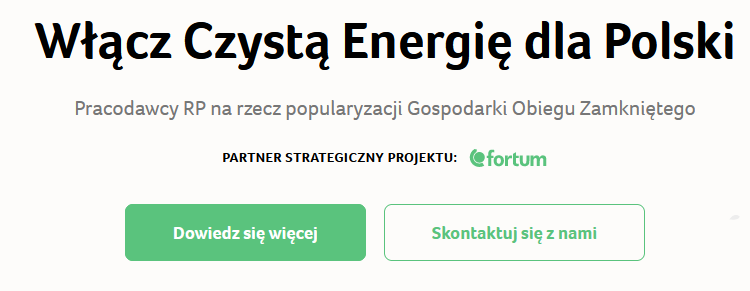 Włącz Czystą Energię dla Polski
Pracodawcy RP na rzecz popularyzacji Gospodarki Obiegu Zamkniętego
PARTNER STRATEGICZNY PROJEKTU: fortum
Dowiedz się więcej
Skontaktuj się z nami